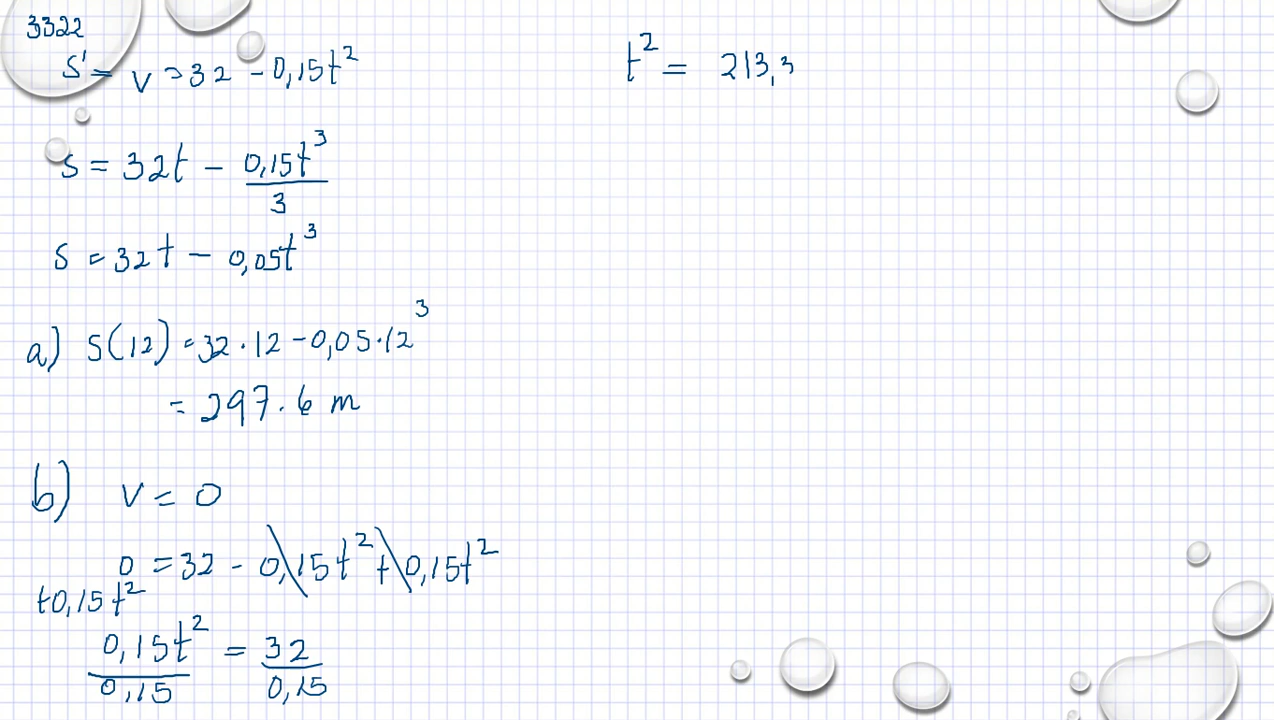 3322
S' = v = 32 - 0,15t²
S = 32t - 0,15t³/3
S = 32t - 0,05t³
a) S(12) = 32·12 - 0,05·12³
= 297.6 m
b) v = 0
0 = 32 - 0,15t² + 0,15t²
+0,15t²
0,15t²/0,15 = 32/0,15
t² = 213,3